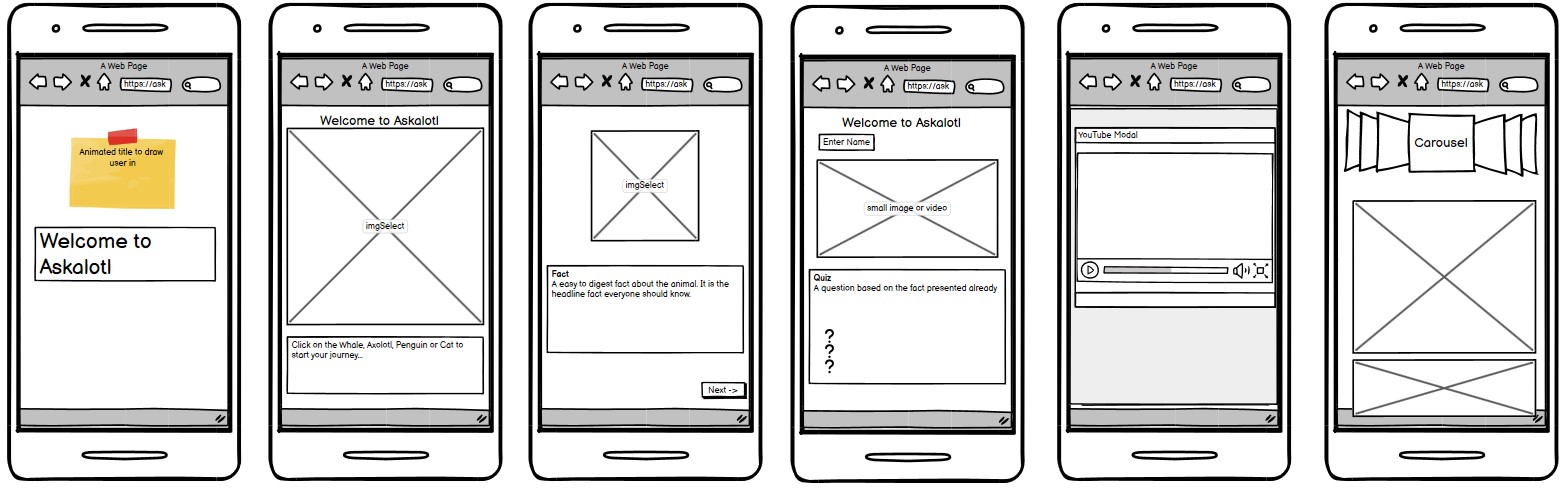 A Web Page
https://ask
Animated title to draw
user in
Welcome to
Askalotl
A Web Page
https://ask
Welcome to Askalotl
imgSelect
Click on the Whale, Axolotl, Penguin or Cat to
start your journey...
A Web Page
https://ask
imgSelect
Fact
A easy to digest fact about the animal. It is the
headline fact everyone should know.
Next ->
A Web Page
https://ask
Welcome to Askalotl
Enter Name
small image or video
Quiz
A question based on the fact presented already
?
?
?
A Web Page
https://ask
YouTube Modal
A Web Page
https://ask
Carousel